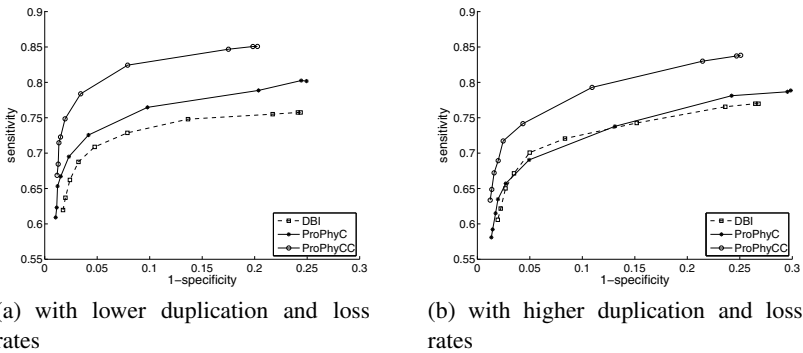 0.9
0.85
0.8
0.75
0.7
0.65
0.6
0.55
sensitivity
0 0.05 0.1 0.15 0.2 0.25 0.3
1−specificity
DBI
ProPhyC
ProPhyCC
a) with lower duplication and loss
rates
0.9
0.85
0.8
0.75
0.7
0.65
0.6
0.55
sensitivity
0 0.05 0.1 0.15 0.2 0.25 0.3
1−specificity
DBI
ProPhyC
ProPhyCC
(b) with higher duplication and loss
rates